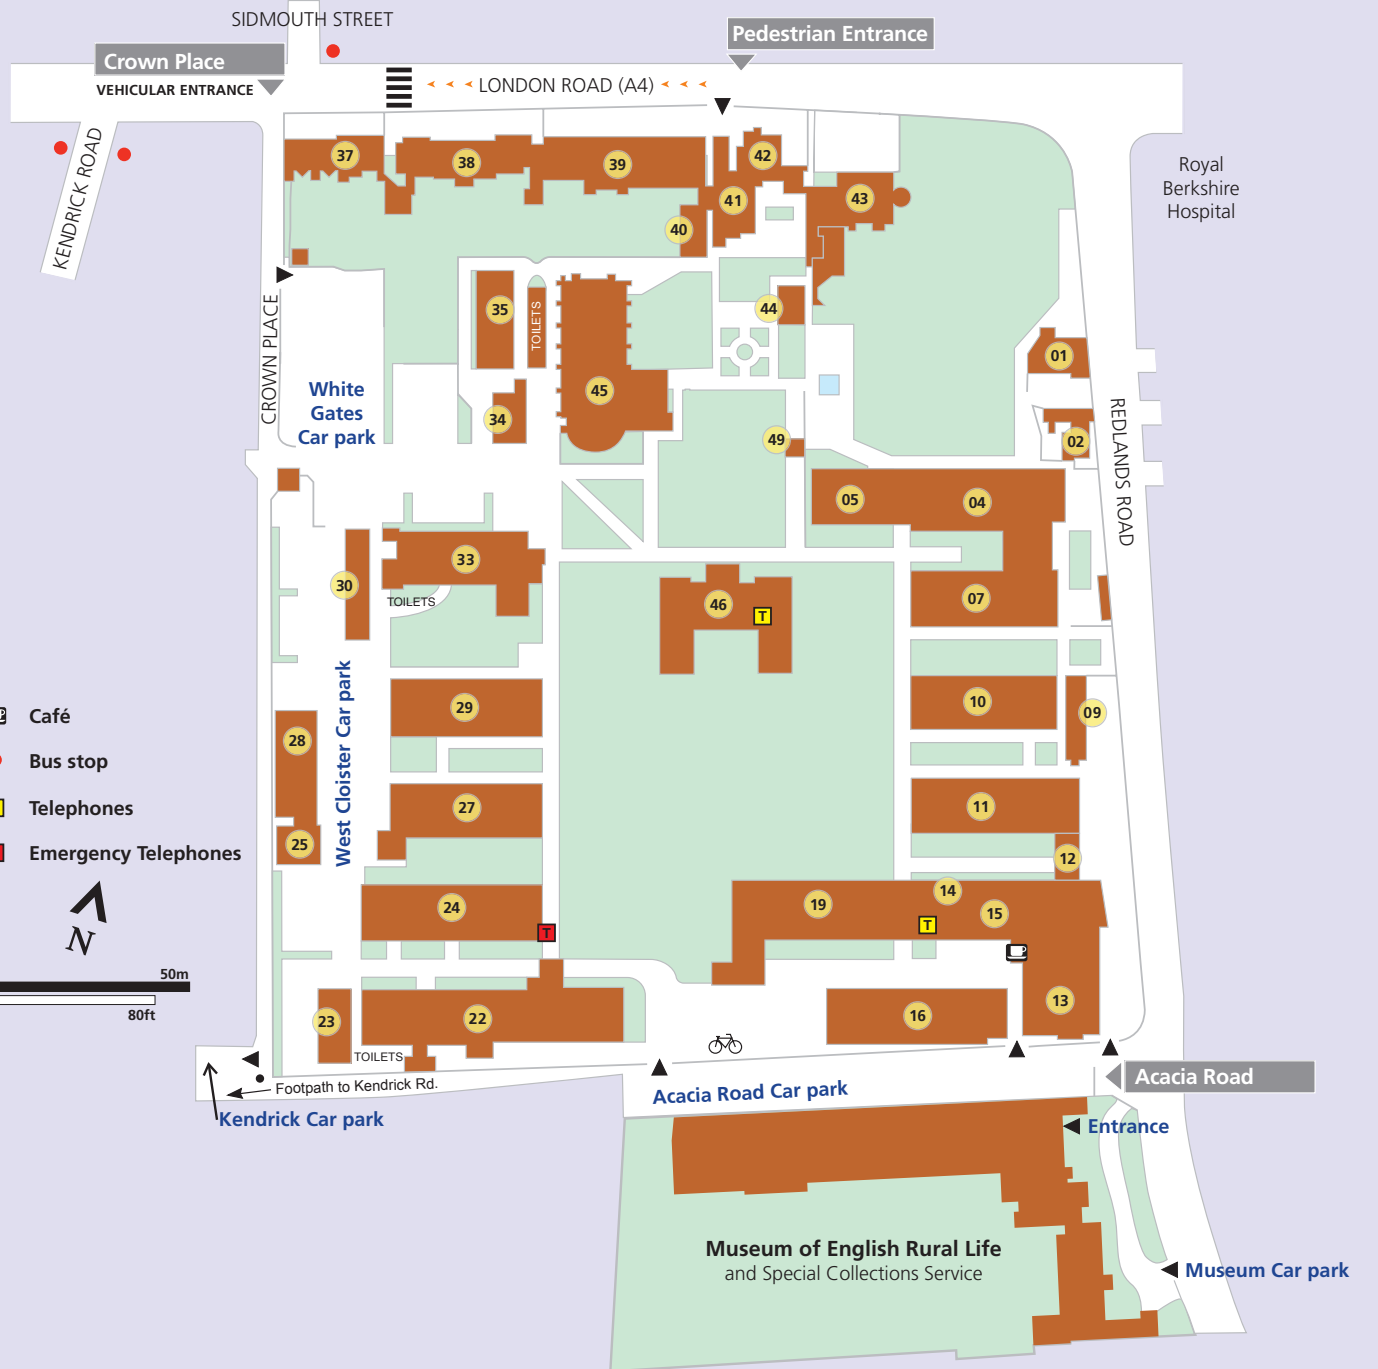 SIDMOUTH STREET
Pedestrian Entrance
Crown Place
VEHICULAR ENTRANCE
LONDON ROAD (A4)
KENDRICK ROAD
Royal
Berkshire
Hospital
37
38
39
42
41
43
40
35
TOILETS
44
01
CROWN PLACE
White
Gates
Car park
45
34
49
02
REDLANDS ROAD
05
04
33
30
TOILETS
46
T
07
29
10
09
28
West Cloister Car park
27
11
25
12
Café
Bus stop
Telephones
Emergency Telephones
N
50m
80ft
24
T
19
14
15
T
13
23
22
16
TOILETS
Footpath to Kendrick Rd.
Kendrick Car park
Acacia Road Car park
Acacia Road
Entrance
Museum of English Rural Life
and Special Collections Service
Museum Car park